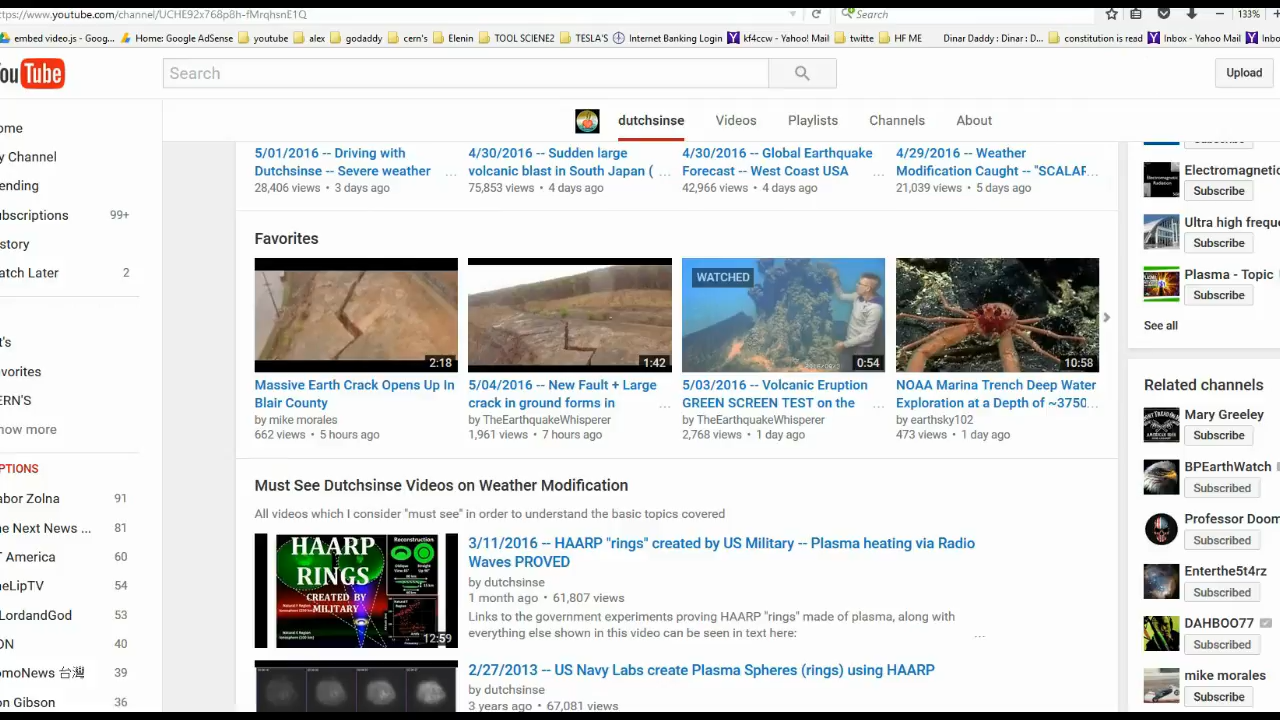 https://www.youtube.com/channel/UCHE92x768p8h-fMrqhsnE1Q
Search
133%
embed video.js - Goog...
Home: Google AdSense
youtube
alex
godaddy
cern's
Elenin
TOOL SCIENE2
TESLA'S
Internet Banking Login
kf4ccw - Yahoo! Mail
twitte
HF ME
Dinar Daddy : Dinar : D...
constitution is read
Inbox - Yahoo Mail
Inbo
ouTube
Search
Upload
dutchsinse
Videos
Playlists
Channels
About
ome
y Channel
ending
ubscriptions 99+
story
atch Later 2
t's
avorites
ERN'S
how more
PTIONS
abor Zolna 91
he Next News ... 81
T America 60
heLipTV 54
LordandGod 53
ON 40
omoNews 台灣 39
on Gibson 36
5/01/2016 -- Driving with
Dutchsinse -- Severe weather ...
28,406 views • 3 days ago
4/30/2016 -- Sudden large
volcanic blast in South Japan ( ...
75,853 views • 4 days ago
4/30/2016 -- Global Earthquake
Forecast -- West Coast USA ...
42,966 views • 4 days ago
4/29/2016 -- Weather
Modification Caught -- "SCALAR ...
21,039 views • 5 days ago
Favorites
2:18
Massive Earth Crack Opens Up in
Blair County
by mike morales
662 views • 5 hours ago
1:42
5/04/2016 -- New Fault + Large
crack in ground forms in ...
by TheEarthquakeWhisperer
1,961 views • 7 hours ago
WATCHED
0:54
5/03/2016 -- Volcanic Eruption
GREEN SCREEN TEST on the ...
by TheEarthquakeWhisperer
2,768 views • 1 day ago
10:58
NOAA Marina Trench Deep Water
Exploration at a Depth of ~3750...
by earthsky102
473 views • 1 day ago
Must See Dutchsinse Videos on Weather Modification
All videos which I consider "must see" in order to understand the basic topics covered
HAARP
RINGS
CREATED BY
MILITARY
Reconstruction
12:59
3/11/2016 -- HAARP "rings" created by US Military -- Plasma heating via Radio
Waves PROVED
by dutchsinse
1 month ago • 61,807 views
Links to the government experiments proving HAARP "rings" made of plasma, along with
everything else shown in this video can be seen in text here: ...
2/27/2013 -- US Navy Labs create Plasma Spheres (rings) using HAARP
by dutchsinse
3 years ago • 67,081 views
Electromagnetic
Subscribe
Ultra high freque
Subscribe
Plasma - Topic
Subscribe
See all
Related channels
Mary Greeley
Subscribe
BPEarthWatch
Subscribed
Professor Doom
Subscribed
Enterthe5t4rz
Subscribed
DAHBOO77
Subscribed
mike morales
Subscribe